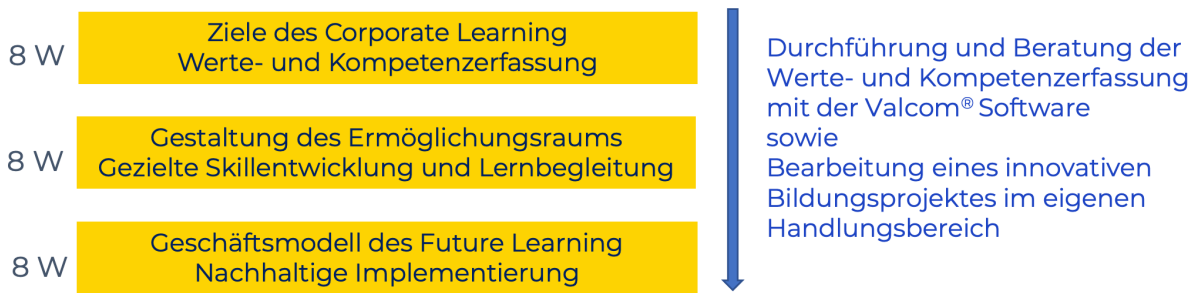 8 W
Ziele des Corporate Learning
Werte- und Kompetenzerfassung
8 W
Gestaltung des Ermöglichungsraums
Gezielte Skillentwicklung und Lernbegleitung
8 W
Geschäftsmodell des Future Learning
Nachhaltige Implementierung
Durchführung und Beratung der
Werte- und Kompetenzerfassung
mit der Valcom® Software
sowie
Bearbeitung eines innovativen
Bildungsprojektes im eigenen
Handlungsbereich